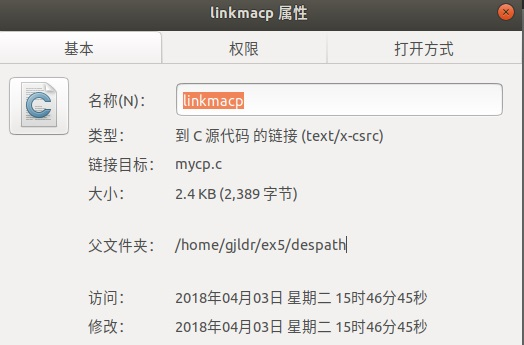 linkmacp 属性
基本 权限 打开方式
名称(N)： linkmacp
类型： 到 C 源代码 的链接 (text/x-csrc)
链接目标： mycp.c
大小： 2.4 KB (2,389 字节)
父文件夹： /home/gjldr/ex5/despath
访问： 2018年04月03日 星期二 15时46分45秒
修改： 2018年04月03日 星期二 15时46分45秒